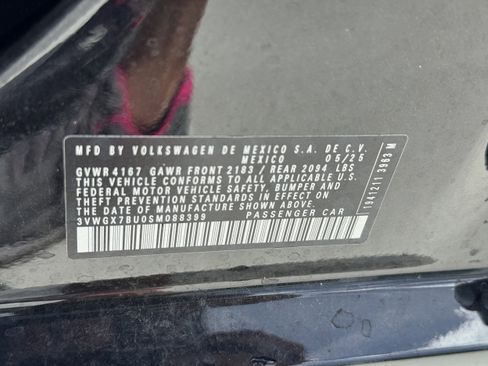 MFD BY VOLKSWAGEN DE MEXICO S.A. DE C.V.
MEXICO 05/25
GVWR 4167 GAWR FRONT 2183 / REAR 2094 LBS
THIS VEHICLE CONFORMS TO ALL APPLICABLE U.S.
FEDERAL MOTOR VEHICLE SAFETY, BUMPER AND
THEFT PREVENTION STANDARDS IN EFFECT ON
THE DATE OF MANUFACTURE SHOWN ABOVE.
3VWGX7BU0SM088399 PASSENGER CAR
1941211 3963 M